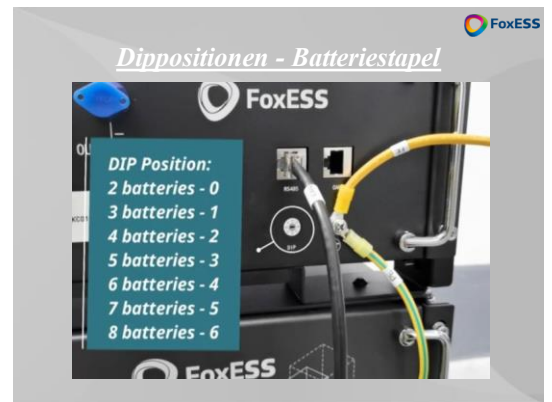 FoxESS
Dippositionen - Batteriestapel
FoxESS
DIP Position:
2 batteries - 0
3 batteries - 1
4 batteries - 2
5 batteries - 3
6 batteries - 4
7 batteries - 5
8 batteries - 6
RS485
DIP
FoxESS